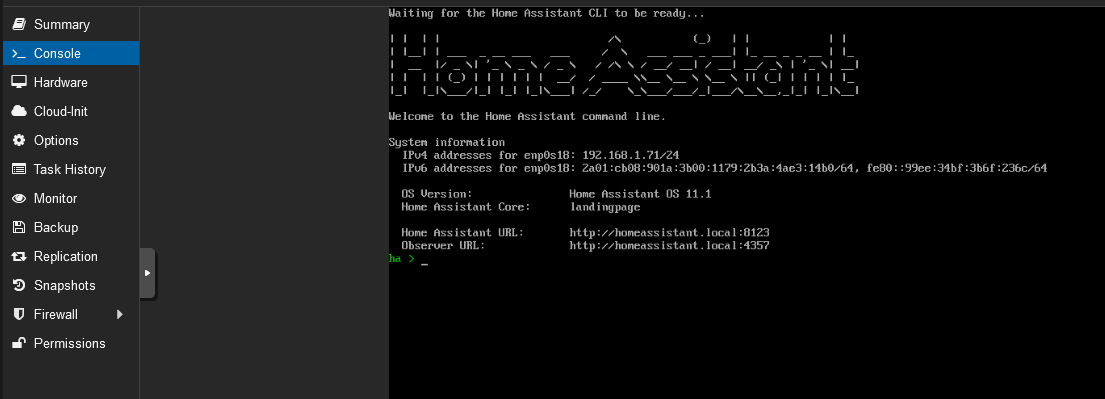 Summary
Console
Hardware
Cloud-Init
Options
Task History
Monitor
Backup
Replication
Snapshots
Firewall
Permissions
Waiting for the Home Assistant CLI to be ready...
Home Assistant
Welcome to the Home Assistant command line.
System information
IPv4 addresses for enp0s18: 192.168.1.71/24
IPv6 addresses for enp0s18: 2a01:cb08:901a:3b00:1179:2b3a:4ae3:14b0/64, fe80::99ee:34bf:3b6f:236c/64
OS Version: Home Assistant OS 11.1
Home Assistant Core: landingpage
Home Assistant URL: http://homeassistant.local:8123
Observer URL: http://homeassistant.local:4357
ha > _